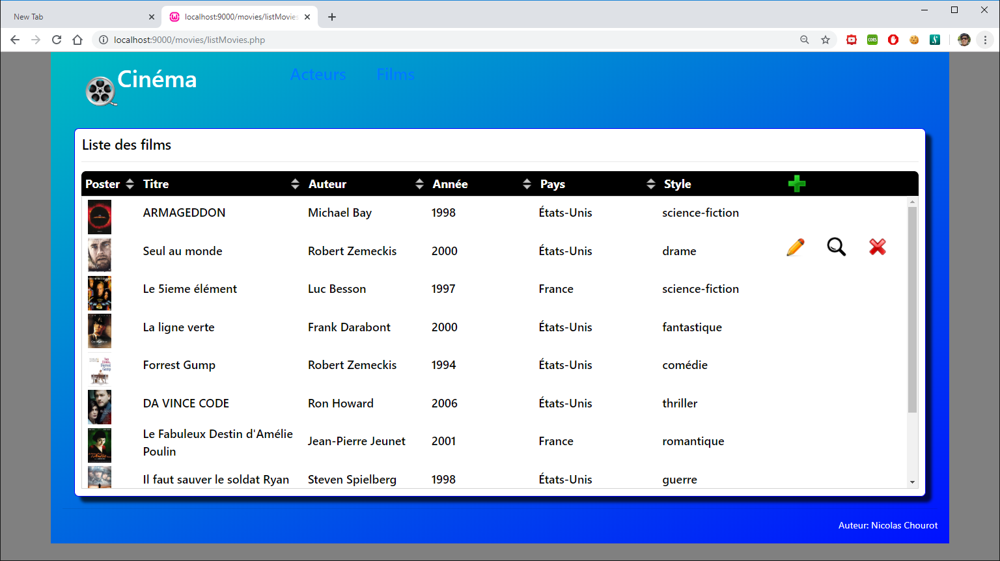 New Tab
localhost:9000/movies/listMovies
localhost:9000/movies/listMovies.php
CORS
Cinéma
Acteurs Films
Liste des films
Poster Titre Auteur Année Pays Style
ARMAGEDDON Michael Bay 1998 États-Unis science-fiction
Seul au monde Robert Zemeckis 2000 États-Unis drame
Le 5ieme élément Luc Besson 1997 France science-fiction
La ligne verte Frank Darabont 2000 États-Unis fantastique
Forrest Gump Robert Zemeckis 1994 États-Unis comédie
DA VINCE CODE Ron Howard 2006 États-Unis thriller
Le Fabuleux Destin d'Amélie
Poulin Jean-Pierre Jeunet 2001 France romantique
Il faut sauver le soldat Ryan Steven Spielberg 1998 États-Unis guerre
Auteur: Nicolas Chourot